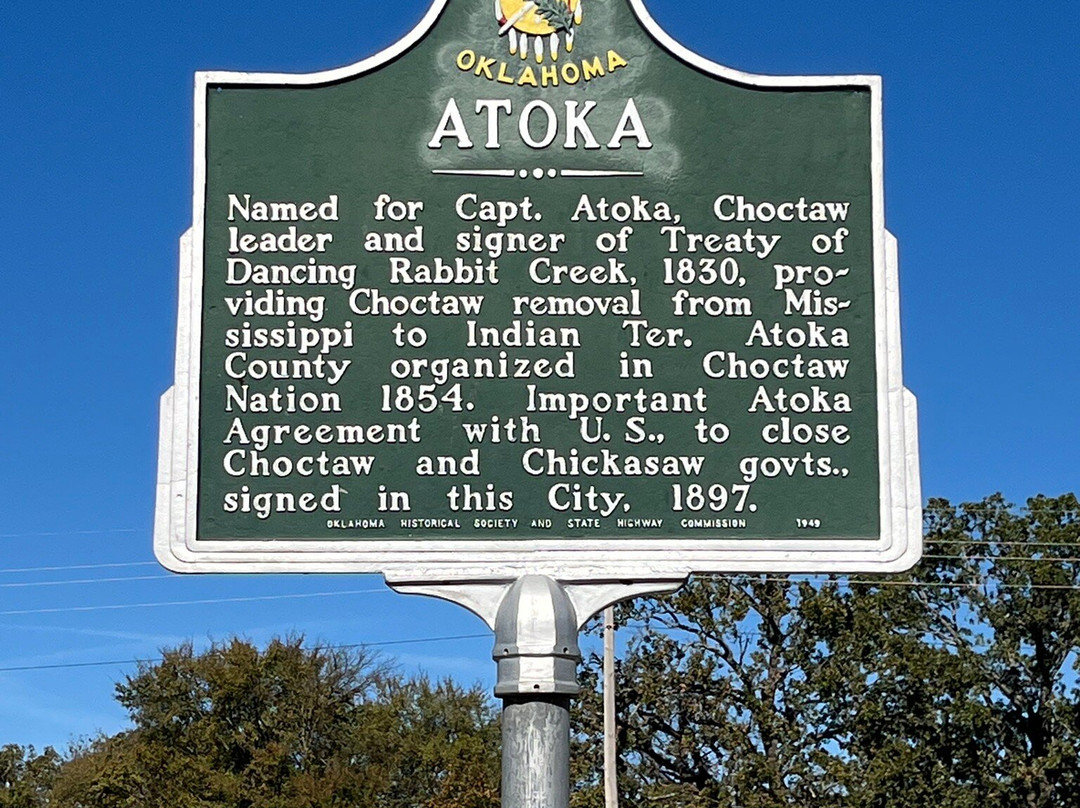 OKLAHOMA
ATOKA
Named for Capt. Atoka, Choctaw
leader and signer of Treaty of
Dancing Rabbit Creek, 1830, pro-
viding Choctaw removal from Mis-
sissippi to Indian Ter. Atoka
County organized in Choctaw
Nation 1854. Important Atoka
Agreement with U. S., to close
Choctaw and Chickasaw govts.,
signed in this City, 1897.
OKLAHOMA HISTORICAL SOCIETY AND STATE HIGHWAY COMMISSION 1949